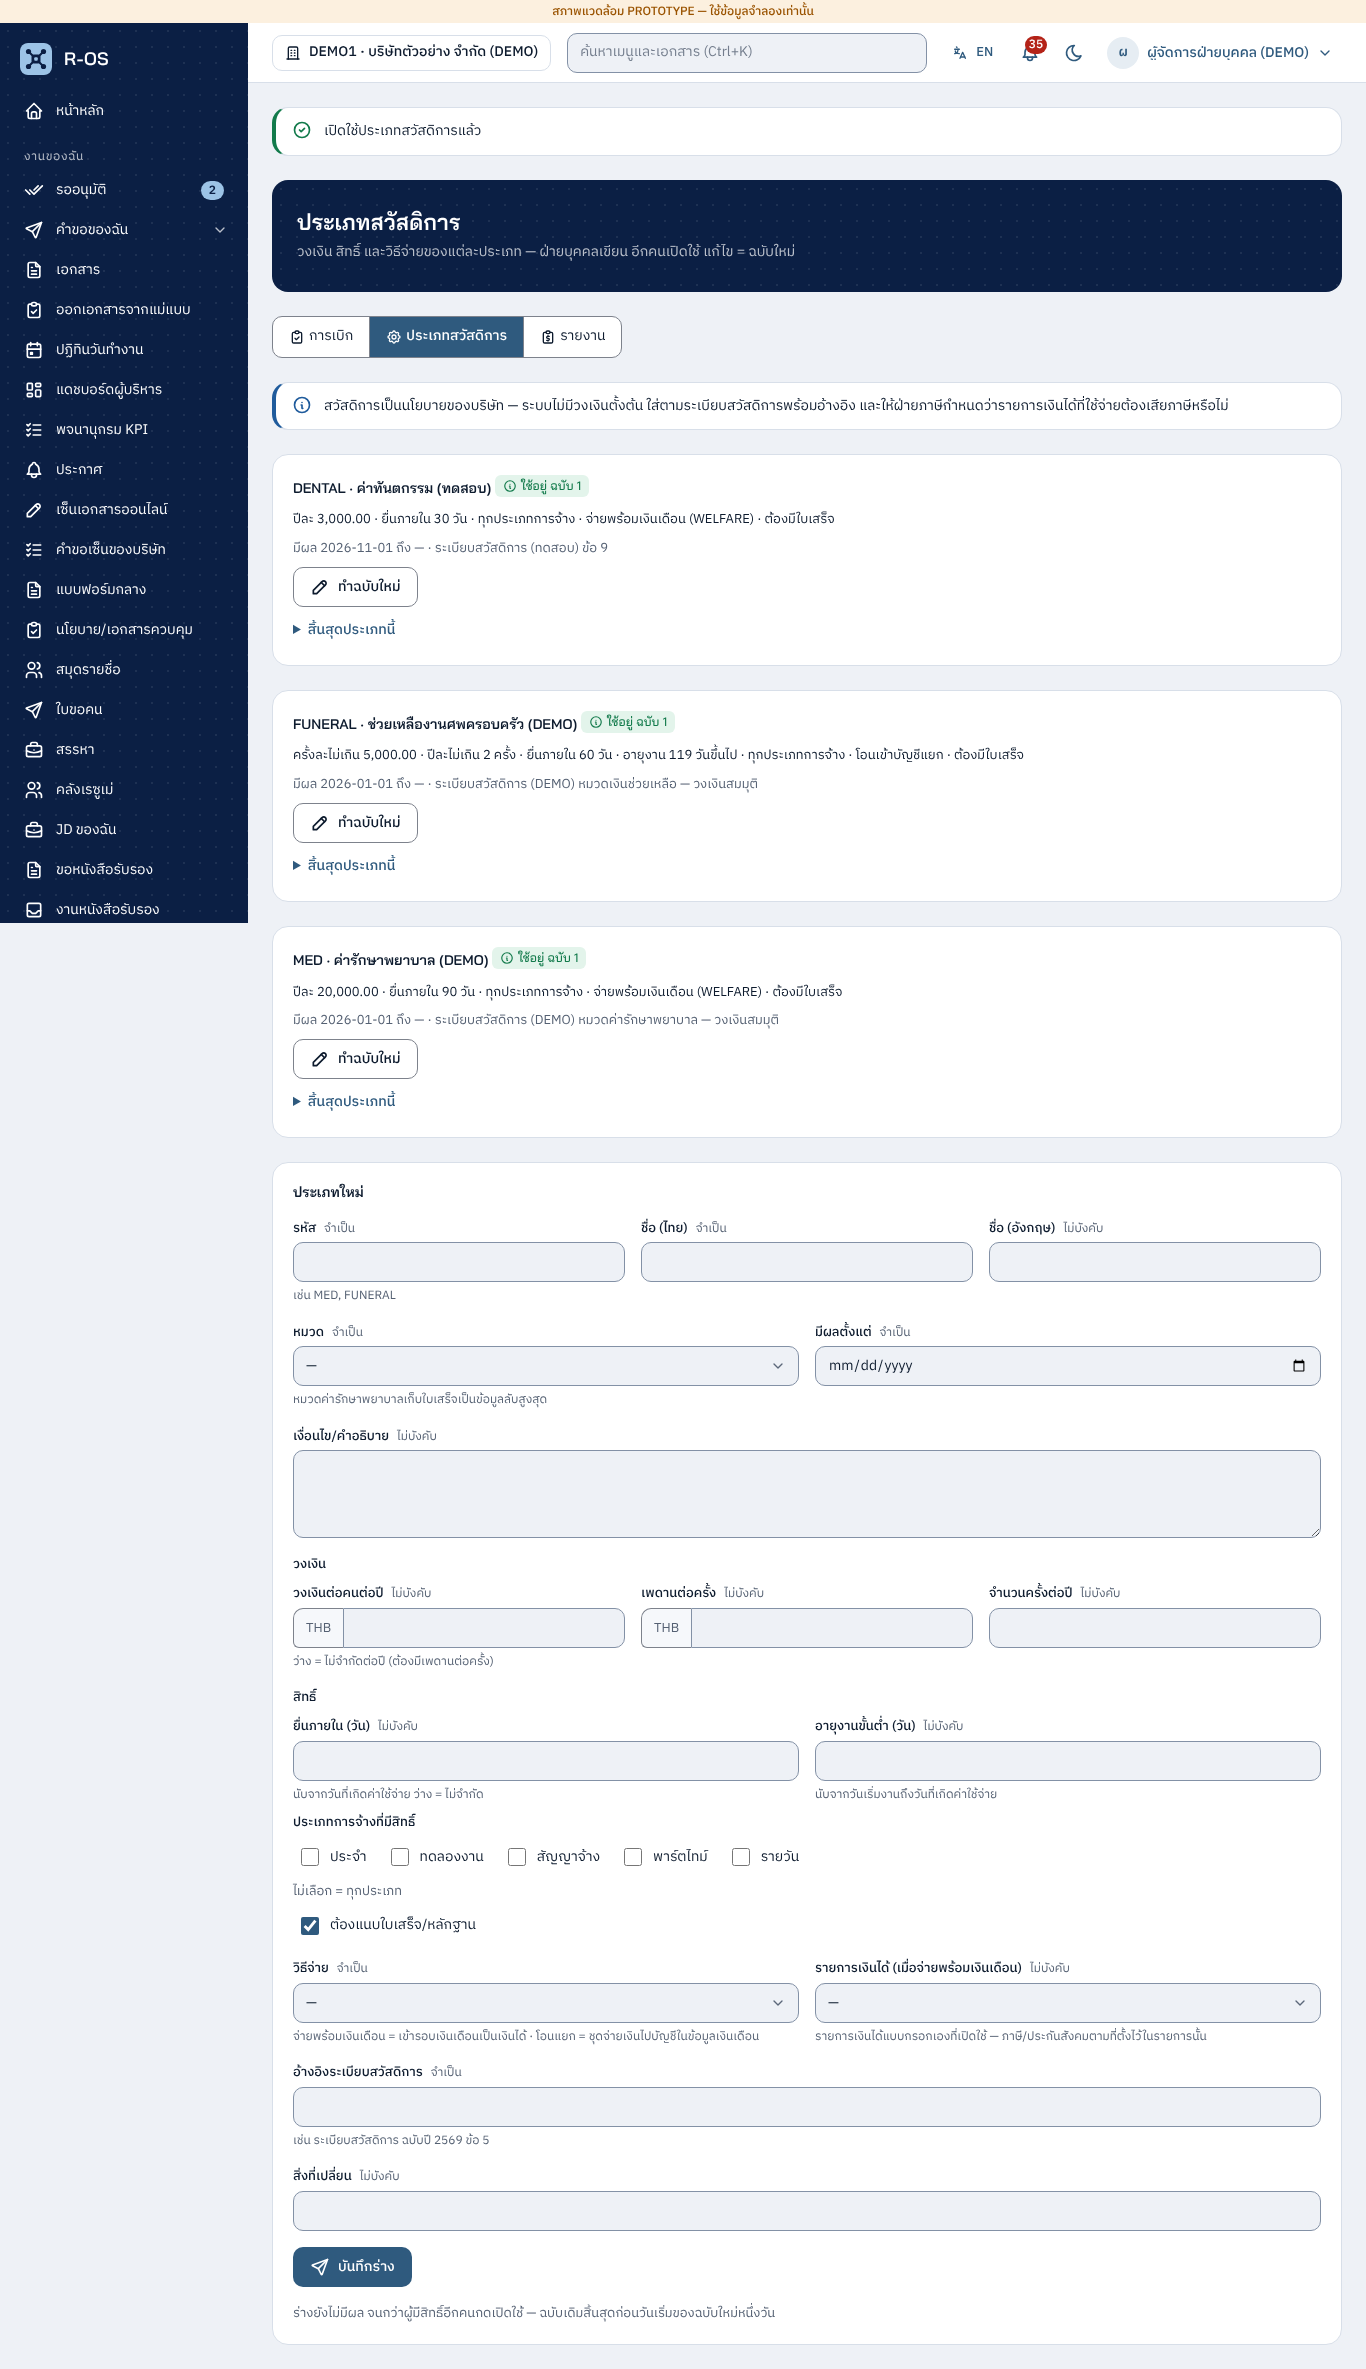 สภาพแวดล้อม PROTOTYPE — ใช้ข้อมูลจำลองเท่านั้น
R-OS
DEMO1 · บริษัทตัวอย่าง จำกัด (DEMO)
ค้นหาเมนูและเอกสาร (Ctrl+K)
EN
35
ผ
ผู้จัดการฝ่ายบุคคล (DEMO)
หน้าหลัก
งานของฉัน
รออนุมัติ 2
คำขอของฉัน
เอกสาร
ออกเอกสารจากแม่แบบ
ปฏิทินวันทำงาน
แดชบอร์ดผู้บริหาร
พจนานุกรม KPI
ประกาศ
เซ็นเอกสารออนไลน์
คำขอเซ็นของบริษัท
แบบฟอร์มกลาง
นโยบาย/เอกสารควบคุม
สมุดรายชื่อ
ใบขอคน
สรรหา
คลังเรซูเม่
JD ของฉัน
ขอหนังสือรับรอง
งานหนังสือรับรอง
เปิดใช้ประเภทสวัสดิการแล้ว
ประเภทสวัสดิการ
วงเงิน สิทธิ์ และวิธีจ่ายของแต่ละประเภท — ฝ่ายบุคคลเขียน อีกคนเปิดใช้ แก้ไข = ฉบับใหม่
การเบิก
ประเภทสวัสดิการ
รายงาน
สวัสดิการเป็นนโยบายของบริษัท — ระบบไม่มีวงเงินตั้งต้น ใส่ตามระเบียบสวัสดิการพร้อมอ้างอิง และให้ฝ่ายภาษีกำหนดว่ารายการเงินได้ที่ใช้จ่ายต้องเสียภาษีหรือไม่
DENTAL · ค่าทันตกรรม (ทดสอบ) ใช้อยู่ ฉบับ 1
ปีละ 3,000.00 · ยื่นภายใน 30 วัน · ทุกประเภทการจ้าง · จ่ายพร้อมเงินเดือน (WELFARE) · ต้องมีใบเสร็จ
มีผล 2026-11-01 ถึง — · ระเบียบสวัสดิการ (ทดสอบ) ข้อ 9
ทำฉบับใหม่
สิ้นสุดประเภทนี้
FUNERAL · ช่วยเหลืองานศพครอบครัว (DEMO) ใช้อยู่ ฉบับ 1
ครั้งละไม่เกิน 5,000.00 · ปีละไม่เกิน 2 ครั้ง · ยื่นภายใน 60 วัน · อายุงาน 119 วันขึ้นไป · ทุกประเภทการจ้าง · โอนเข้าบัญชีแยก · ต้องมีใบเสร็จ
มีผล 2026-01-01 ถึง — · ระเบียบสวัสดิการ (DEMO) หมวดเงินช่วยเหลือ — วงเงินสมมุติ
ทำฉบับใหม่
สิ้นสุดประเภทนี้
MED · ค่ารักษาพยาบาล (DEMO) ใช้อยู่ ฉบับ 1
ปีละ 20,000.00 · ยื่นภายใน 90 วัน · ทุกประเภทการจ้าง · จ่ายพร้อมเงินเดือน (WELFARE) · ต้องมีใบเสร็จ
มีผล 2026-01-01 ถึง — · ระเบียบสวัสดิการ (DEMO) หมวดค่ารักษาพยาบาล — วงเงินสมมุติ
ทำฉบับใหม่
สิ้นสุดประเภทนี้
ประเภทใหม่
รหัส จำเป็น
ชื่อ (ไทย) จำเป็น
ชื่อ (อังกฤษ) ไม่บังคับ
เช่น MED, FUNERAL
หมวด จำเป็น
มีผลตั้งแต่ จำเป็น
—
mm/dd/yyyy
หมวดค่ารักษาพยาบาลเก็บใบเสร็จเป็นข้อมูลลับสูงสุด
เงื่อนไข/คำอธิบาย ไม่บังคับ
วงเงิน
วงเงินต่อคนต่อปี ไม่บังคับ
เพดานต่อครั้ง ไม่บังคับ
จำนวนครั้งต่อปี ไม่บังคับ
THB
THB
ว่าง = ไม่จำกัดต่อปี (ต้องมีเพดานต่อครั้ง)
สิทธิ์
ยื่นภายใน (วัน) ไม่บังคับ
อายุงานขั้นต่ำ (วัน) ไม่บังคับ
นับจากวันที่เกิดค่าใช้จ่าย ว่าง = ไม่จำกัด
นับจากวันเริ่มงานถึงวันที่เกิดค่าใช้จ่าย
ประเภทการจ้างที่มีสิทธิ์
ประจำ
ทดลองงาน
สัญญาจ้าง
พาร์ตไทม์
รายวัน
ไม่เลือก = ทุกประเภท
ต้องแนบใบเสร็จ/หลักฐาน
วิธีจ่าย จำเป็น
รายการเงินได้ (เมื่อจ่ายพร้อมเงินเดือน) ไม่บังคับ
—
—
จ่ายพร้อมเงินเดือน = เข้ารอบเงินเดือนเป็นเงินได้ · โอนแยก = ชุดจ่ายเงินไปบัญชีในข้อมูลเงินเดือน
รายการเงินได้แบบกรอกเองที่เปิดใช้ — ภาษี/ประกันสังคมตามที่ตั้งไว้ในรายการนั้น
อ้างอิงระเบียบสวัสดิการ จำเป็น
เช่น ระเบียบสวัสดิการ ฉบับปี 2569 ข้อ 5
สิ่งที่เปลี่ยน ไม่บังคับ
บันทึกร่าง
ร่างยังไม่มีผล จนกว่าผู้มีสิทธิ์อีกคนกดเปิดใช้ — ฉบับเดิมสิ้นสุดก่อนวันเริ่มของฉบับใหม่หนึ่งวัน